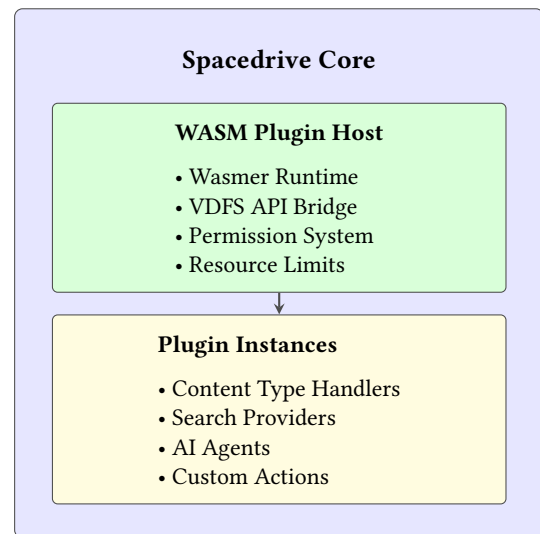 Spacedrive Core
WASM Plugin Host
• Wasmer Runtime
• VDFS API Bridge
• Permission System
• Resource Limits
Plugin Instances
• Content Type Handlers
• Search Providers
• AI Agents
• Custom Actions